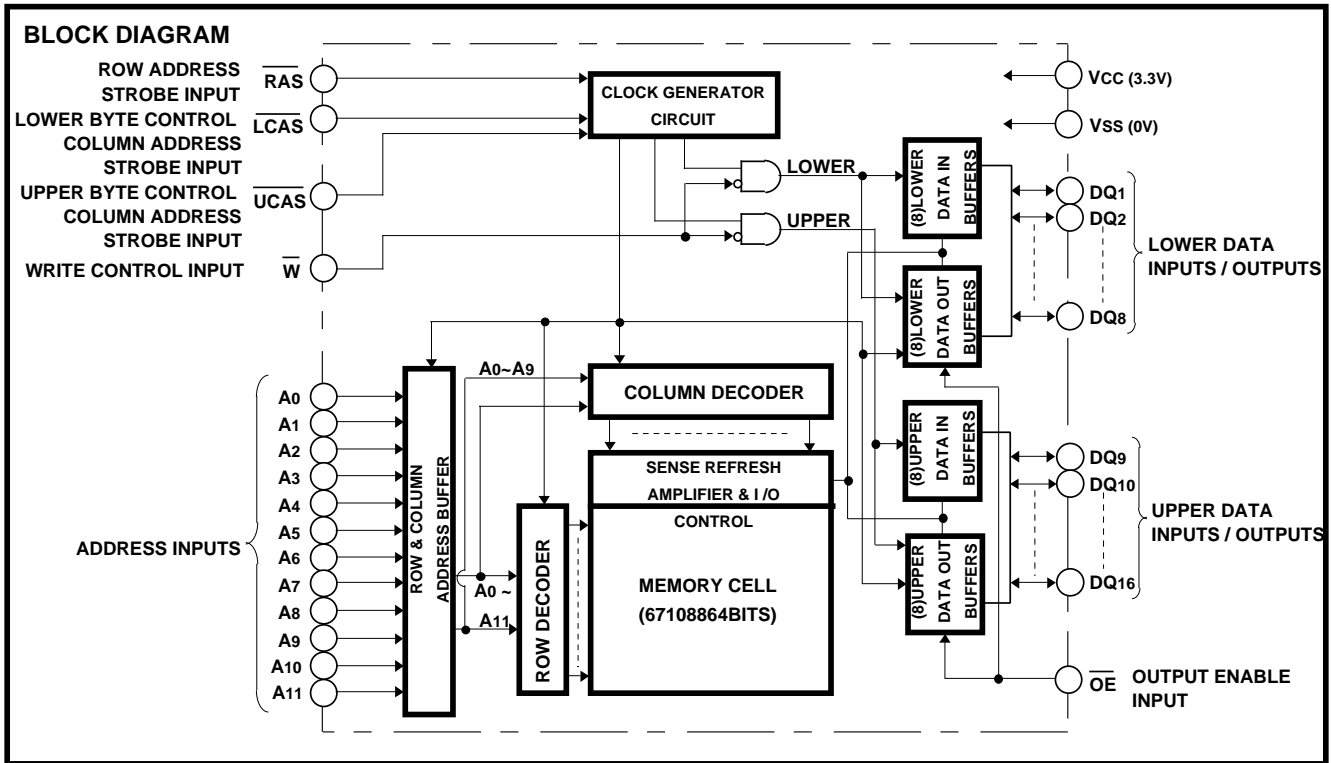 BLOCK DIAGRAM
ROW ADDRESS
STROBE INPUT
RAS
LOWER BYTE CONTROL
COLUMN ADDRESS
STROBE INPUT
LCAS
UPPER BYTE CONTROL
COLUMN ADDRESS
STROBE INPUT
UCAS
WRITE CONTROL INPUT
W
CLOCK GENERATOR
CIRCUIT
LOWER
UPPER
VCC (3.3V)
VSS (0V)
(8)LOWER
DATA IN
BUFFERS
(8)LOWER
DATA OUT
BUFFERS
DQ1
DQ2
DQ8
LOWER DATA
INPUTS / OUTPUTS
ADDRESS INPUTS
A0
A1
A2
A3
A4
A5
A6
A7
A8
A9
A10
A11
ROW & COLUMN
ADDRESS BUFFER
A0~A9
COLUMN DECODER
A0 ~
A11
ROW DECODER
SENSE REFRESH
AMPLIFIER & I /O
CONTROL
MEMORY CELL
(67108864BITS)
(8)UPPER
DATA IN
BUFFERS
(8)UPPER
DATA OUT
BUFFERS
DQ9
DQ10
DQ16
UPPER DATA
INPUTS / OUTPUTS
OE
OUTPUT ENABLE
INPUT